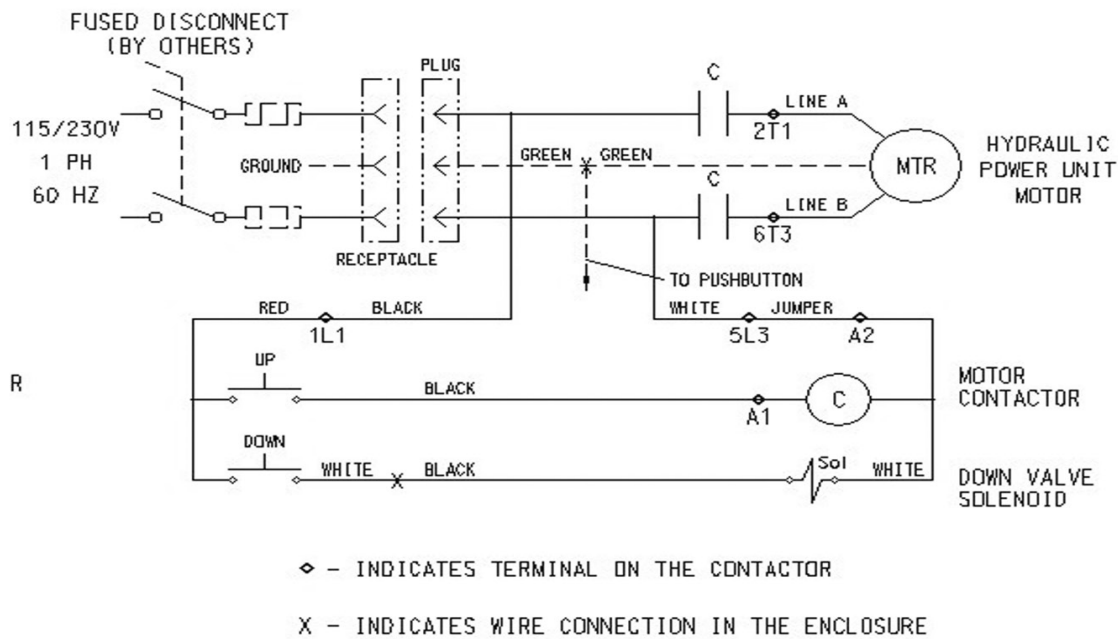 FUSED DISCONNECT
(BY OTHERS)
PLUG
C
LINE A
2T1
115/230V
1 PH
60 HZ
GROUND
GREEN
GREEN
C
MTR
HYDRAULIC
POWER UNIT
MOTOR
LINE B
6T3
RECEPTACLE
TO PUSHBUTTON
RED
BLACK
WHITE
JUMPER
1L1
5L3
A2
R
UP
BLACK
A1
C
MOTOR
CONTACTOR
DOWN
WHITE
BLACK
Sol
WHITE
DOWN VALVE
SOLENOID
- INDICATES TERMINAL ON THE CONTACTOR
X - INDICATES WIRE CONNECTION IN THE ENCLOSURE